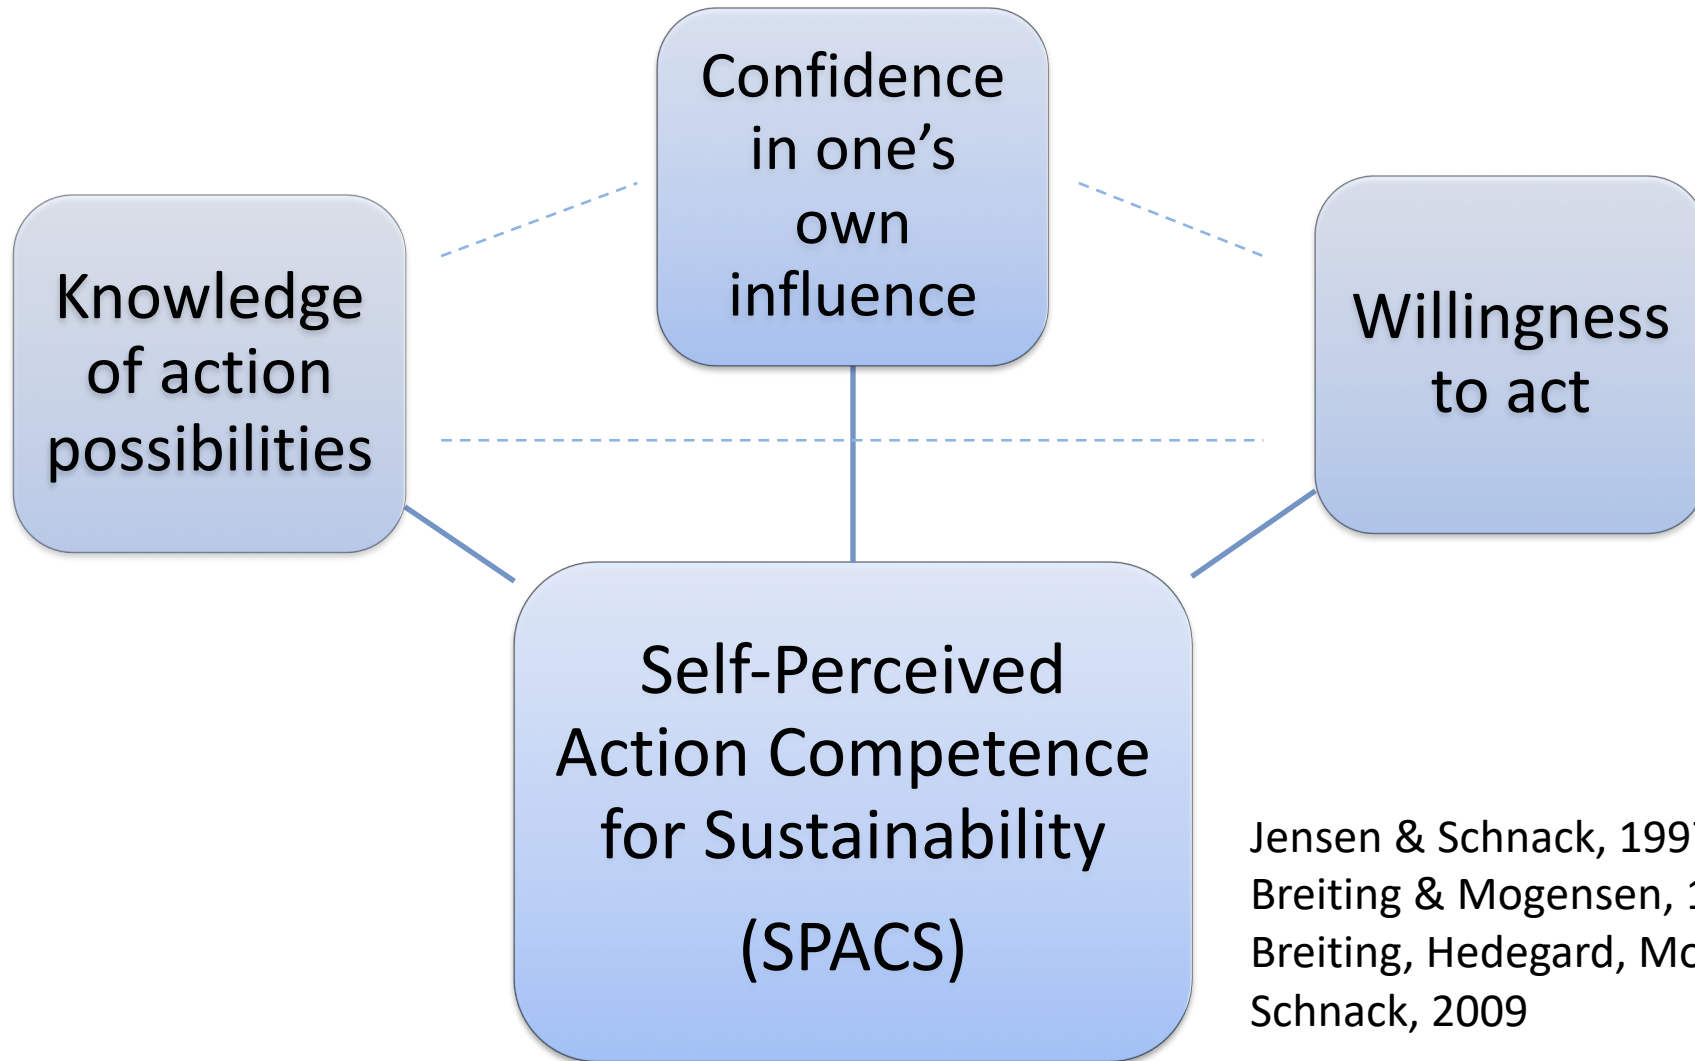 Confidence
in one’s
own
influence
Knowledge
of action
possibilities
Willingness
to act
Self-Perceived
Action Competence
for Sustainability
(SPACS)
Jensen & Schnack, 199
Breiting & Mogensen,
Breiting, Hedegard,
Schnack, 2009